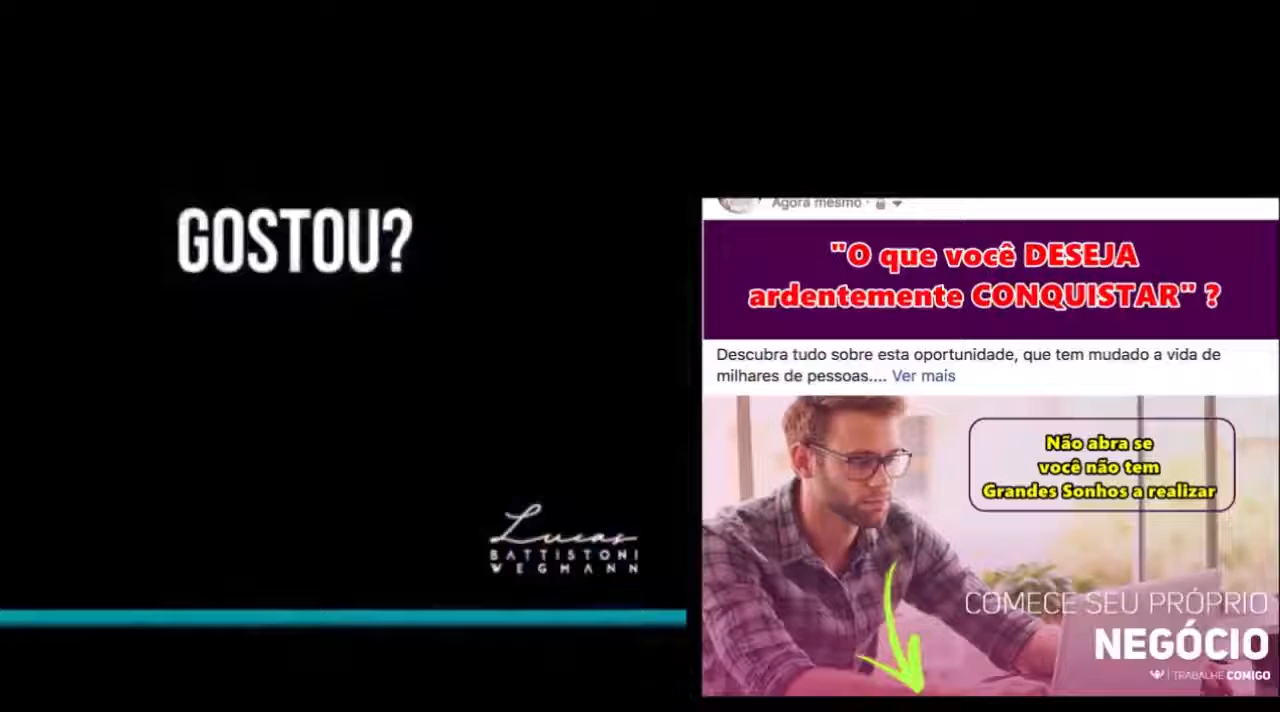 GOSTOU?
Lucas
BATTISTONI
WEGMANN
Agora mesmo ·
"O que você DESEJA
ardentemente CONQUISTAR" ?
Descubra tudo sobre esta oportunidade, que tem mudado a vida de
milhares de pessoas.... Ver mais
Não abra se
você não tem
Grandes Sonhos a realizar
COMECE SEU PRÓPRIO
NEGÓCIO
| TRABALHE COMIGO